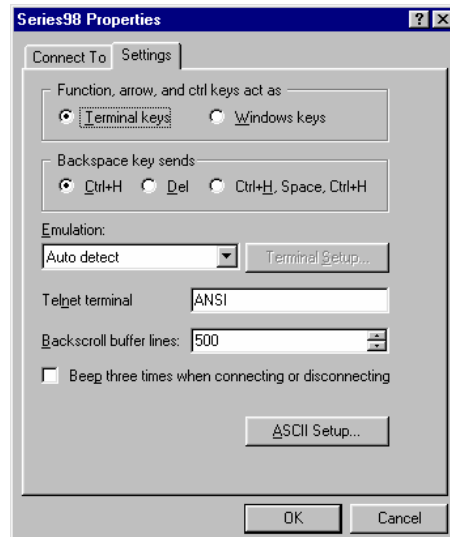 Series98 Properties
Connect To Settings
Function, arrow, and ctrl keys act as
Terminal keys Windows keys
Backspace key sends
Ctrl+H Del Ctrl+H, Space, Ctrl+H
Emulation:
Auto detect Terminal Setup...
Telnet terminal ANSI
Backscroll buffer lines: 500
Beep three times when connecting or disconnecting
ASCII Setup...
OK Cancel